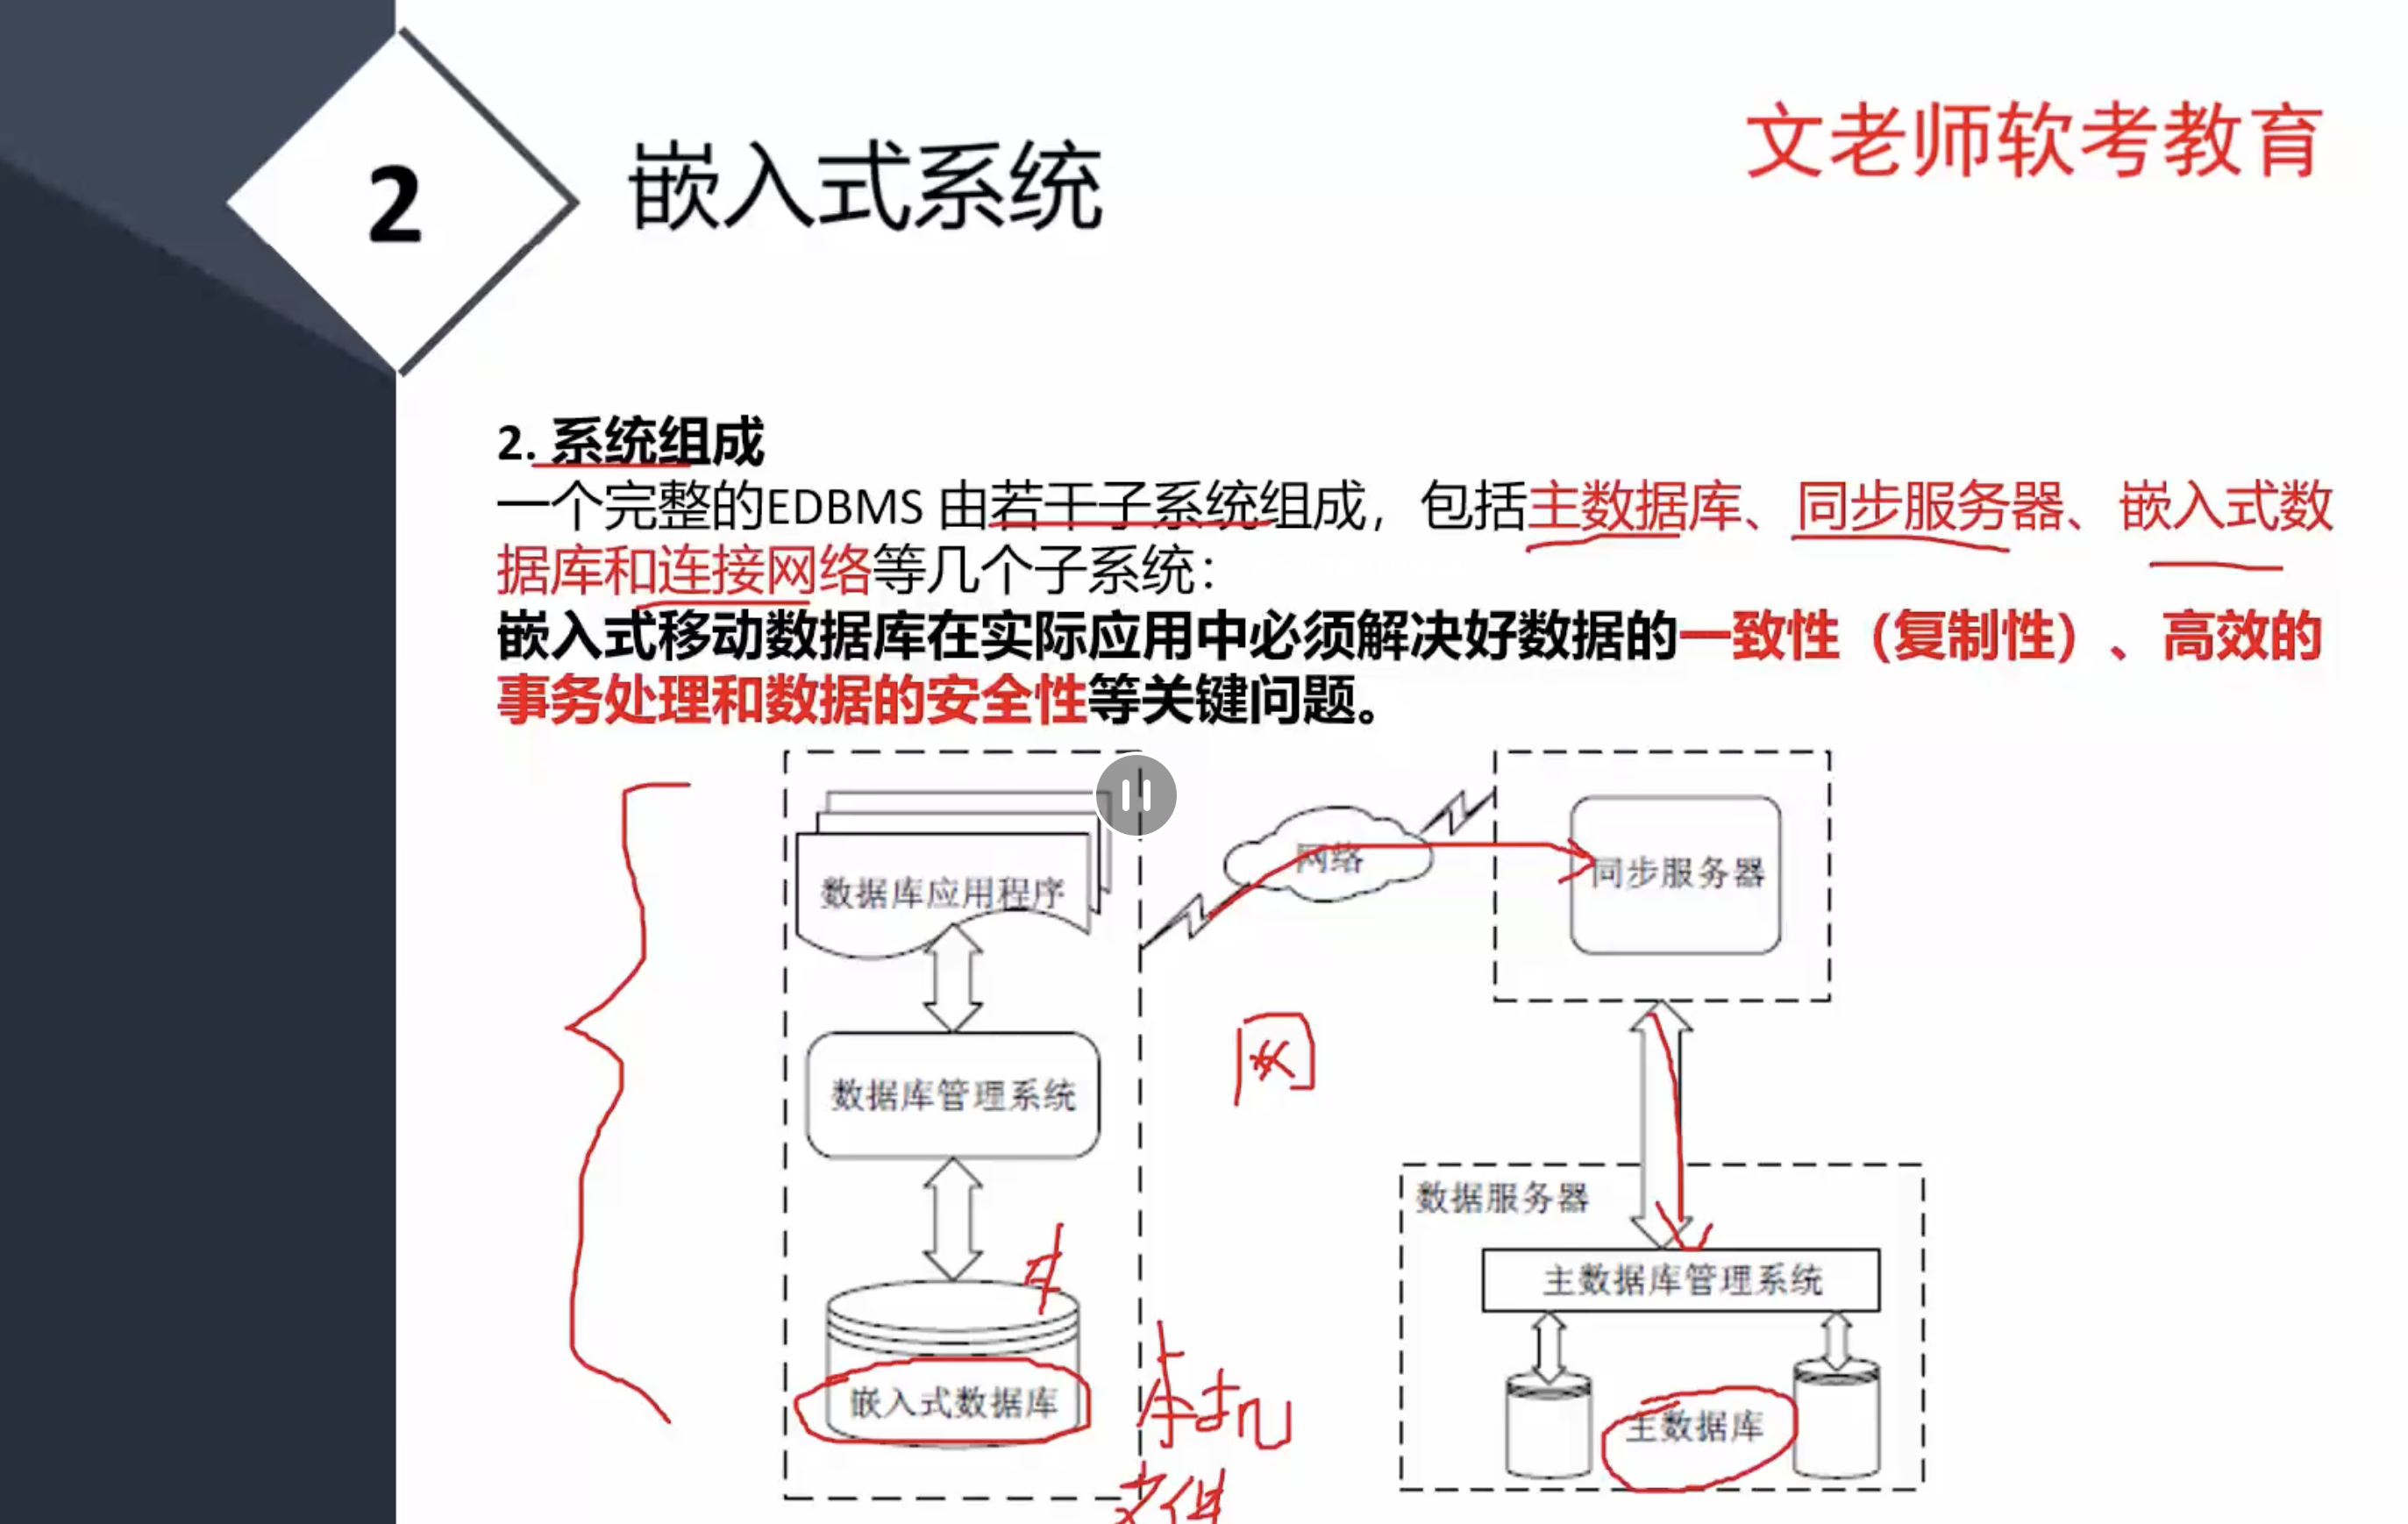 2
嵌入式系统
文老师软考教育
2. 系统组成
一个完整的EDBMS 由若干子系统组成，包括主数据库、同步服务器、嵌入式数
据库和连接网络等几个子系统：
嵌入式移动数据库在实际应用中必须解决好数据的一致性（复制性）、高效的
事务处理和数据的安全性等关键问题。
数据库应用程序
数据库管理系统
嵌入式数据库
网络
同步服务器
数据服务器
主数据库管理系统
主数据库
网
本机
文件